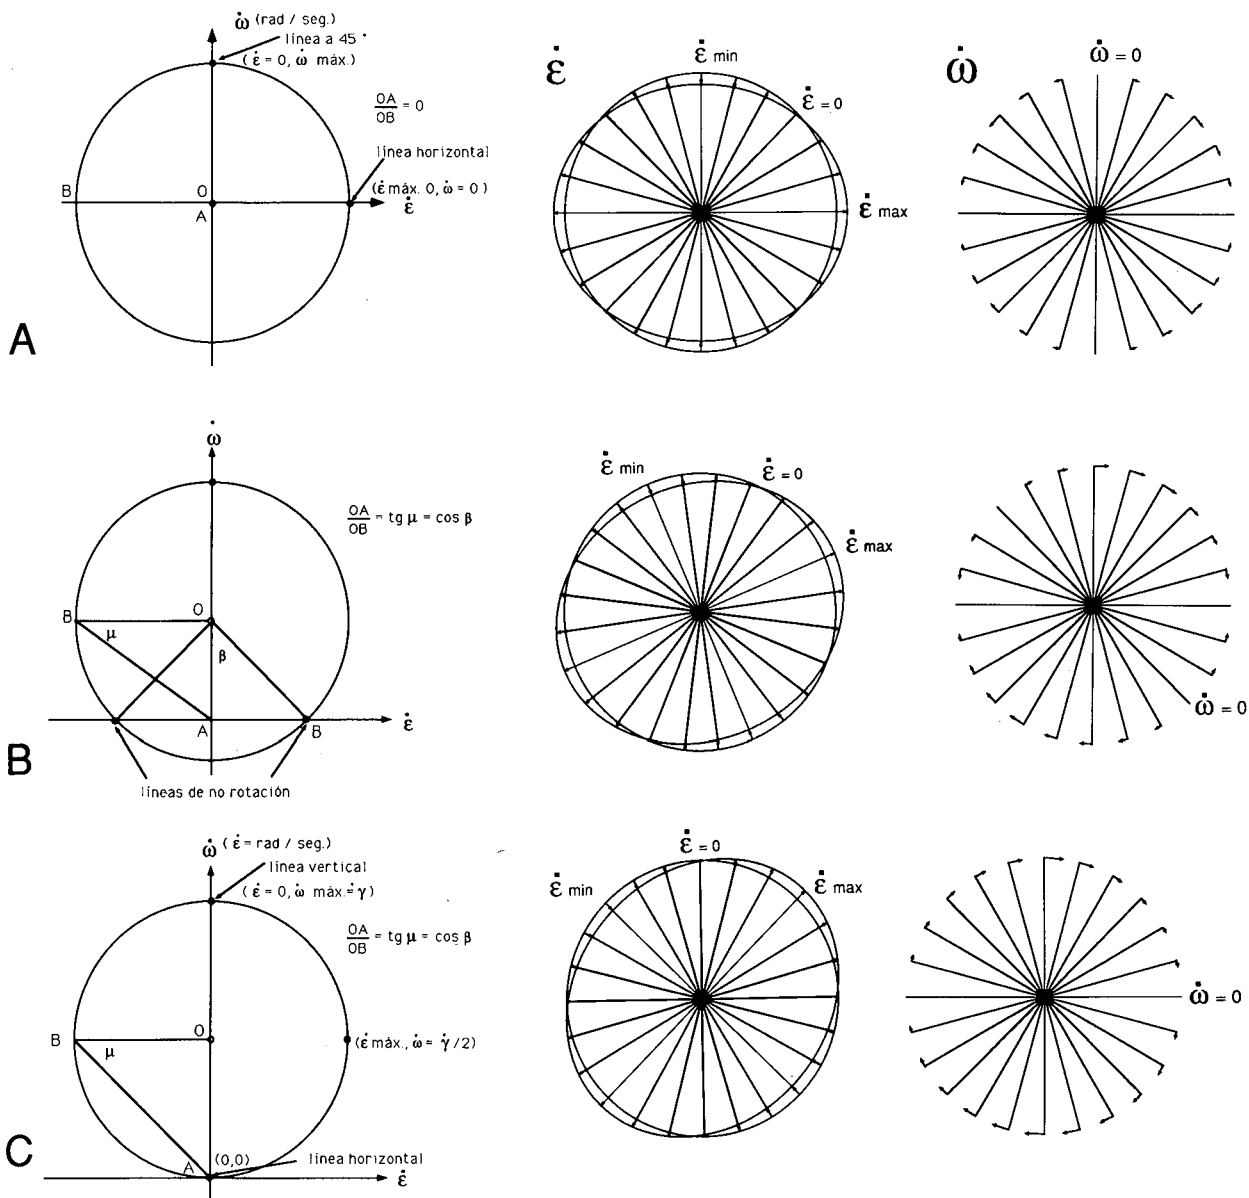 ω̇ (rad / seg.)
línea a 45°
(ε̇ = 0, ω̇ máx.)
OA
OB
= 0
línea horizontal
(ε̇ máx. 0, ω̇ = 0)
B
O
A
ε̇
A
ε̇
ε̇ min
ε̇ = 0
ε̇ max
ω̇
ω̇ = 0
ω̇
OA
OB
= tg μ = cos β
B
O
μ
β
A
B
ε̇
líneas de no rotación
B
ε̇ min
ε̇ = 0
ε̇ max
ω̇ = 0
ω̇ (ε̇ = rad / seg.)
línea vertical
(ε̇ = 0, ω̇ máx. = γ̇)
OA
OB
= tg μ = cos β
B
O
μ
(ε̇ máx., ω̇ = γ̇/2)
A
(0,0)
línea horizontal
ε̇
C
ε̇ = 0
ε̇ min
ε̇ max
ω̇ = 0